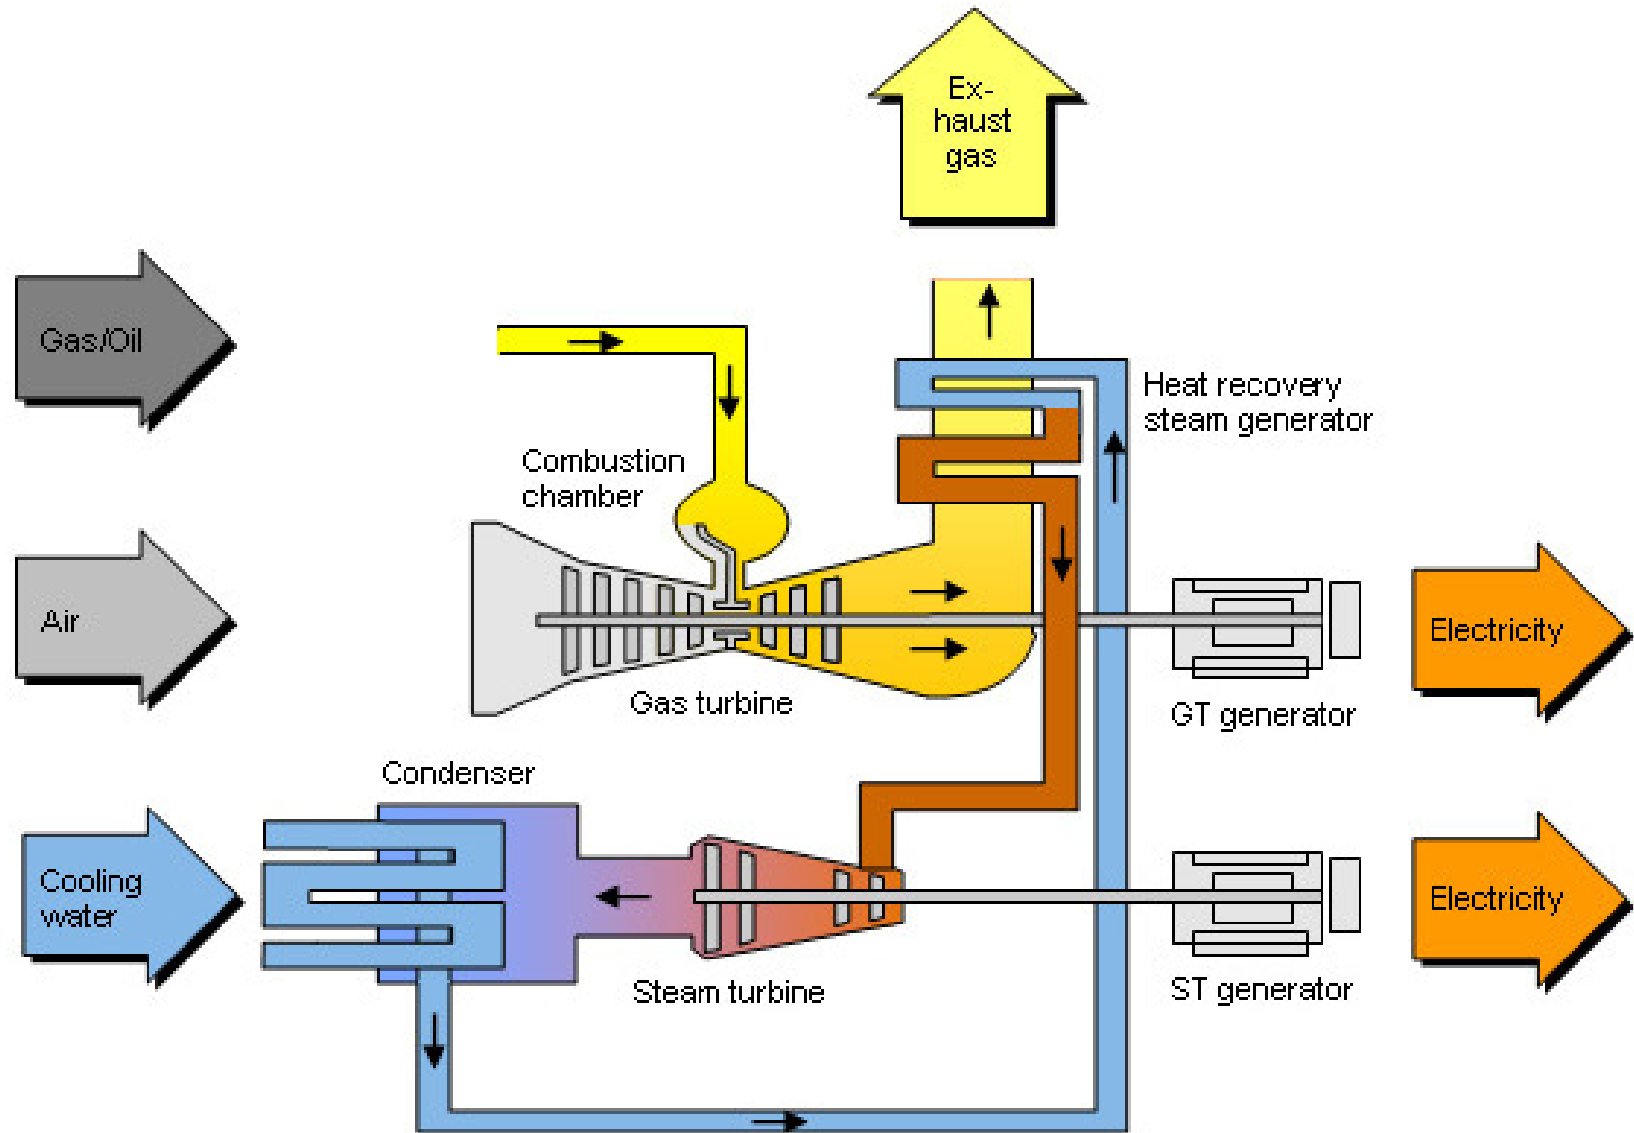 Ex-
haust
gas
Gas/Oil
Heat recovery
steam generator
Combustion
chamber
Air
Electricity
Gas turbine
GT generator
Condenser
Cooling
water
Electricity
Steam turbine
ST generator